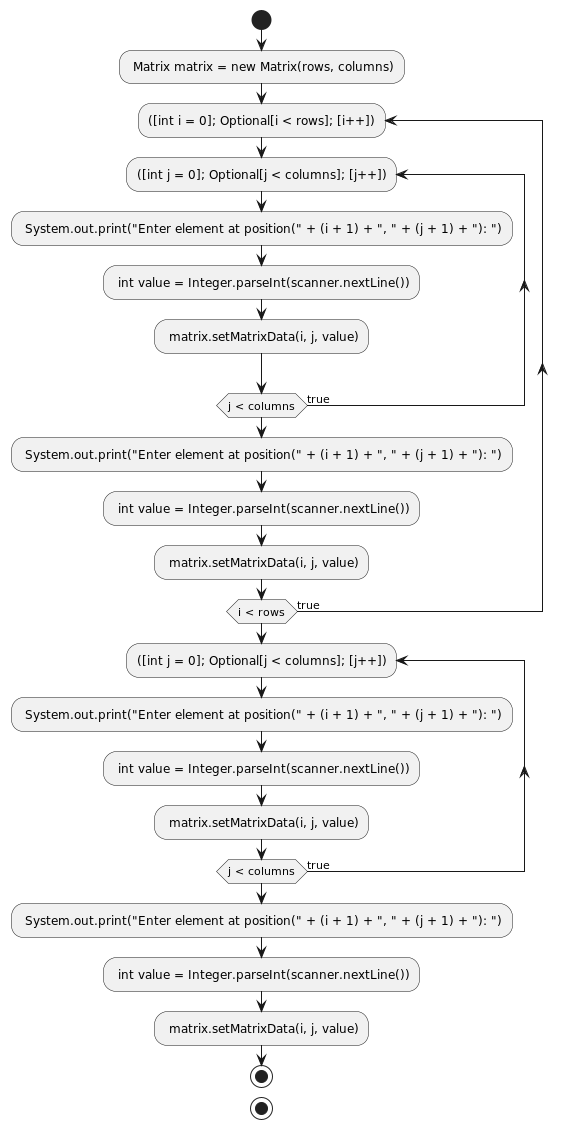 Matrix matrix = new Matrix(rows, columns)
([int i = 0]; Optional[i < rows]; [i++])
([int j = 0]; Optional[j < columns]; [j++])
System.out.print("Enter element at position(" + (i + 1) + ", " + (j + 1) + "): ")
int value = Integer.parseInt(scanner.nextLine())
matrix.setMatrixData(i, j, value)
j < columns
true
System.out.print("Enter element at position(" + (i + 1) + ", " + (j + 1) + "): ")
int value = Integer.parseInt(scanner.nextLine())
matrix.setMatrixData(i, j, value)
i < rows
true
([int j = 0]; Optional[j < columns]; [j++])
System.out.print("Enter element at position(" + (i + 1) + ", " + (j + 1) + "): ")
int value = Integer.parseInt(scanner.nextLine())
matrix.setMatrixData(i, j, value)
j < columns
true
System.out.print("Enter element at position(" + (i + 1) + ", " + (j + 1) + "): ")
int value = Integer.parseInt(scanner.nextLine())
matrix.setMatrixData(i, j, value)